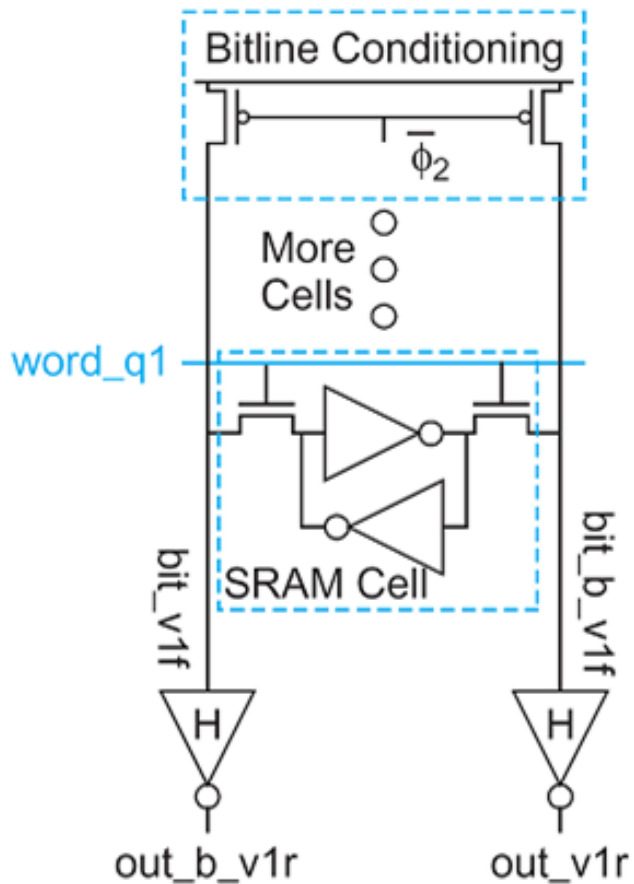 Bitline Conditioning
ϕ̅₂
More
Cells
word_q1
bit_v1f
bit_b_v1f
SRAM Cell
H
H
out_b_v1r
out_v1r